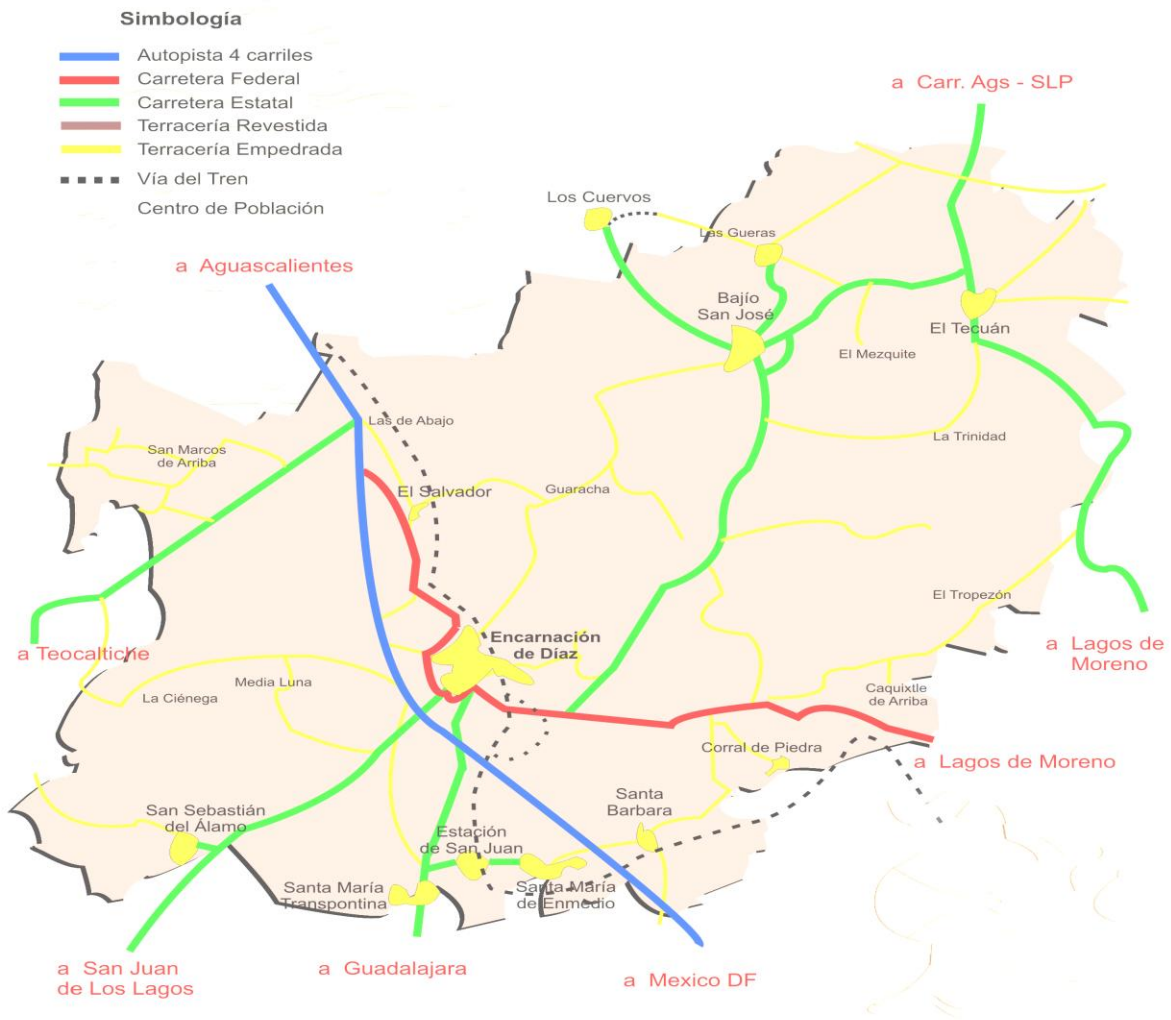 Simbología
Autopista 4 carriles
Carretera Federal
Carretera Estatal
Terracería Revestida
Terracería Empedrada
Vía del Tren
Centro de Población
a Carr. Ags - SLP
Los Cuervos
Las Gueras
a Aguascalientes
Bajío
San José
El Tecuán
El Mezquite
Las de Abajo
La Trinidad
San Marcos
de Arriba
El Salvador
Guaracha
El Tropezón
Encarnación
de Díaz
a Teocaltiche
a Lagos de
Moreno
Media Luna
La Ciénega
Caquixtle
de Arriba
Corral de Piedra
a Lagos de Moreno
San Sebastián
del Álamo
Santa
Barbara
Estación
de San Juan
Santa María
Transpontina
Santa María
de Enmedio
a San Juan
de Los Lagos
a Guadalajara
a Mexico DF